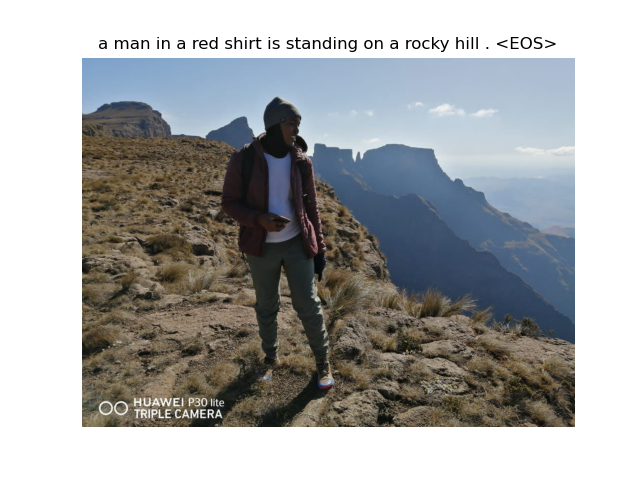 a man in a red shirt is standing on a rocky hill . <EOS>
HUAWEI P30 lite
TRIPLE CAMERA